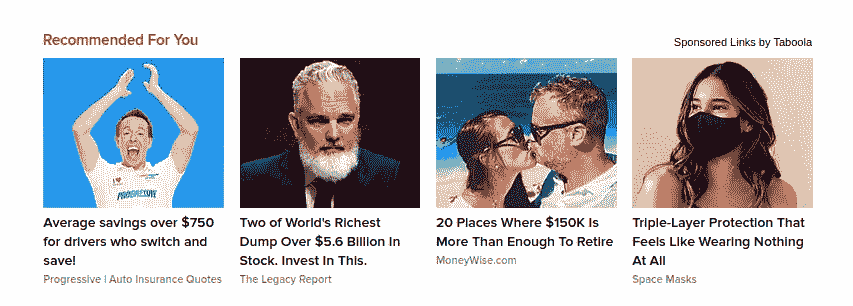 Recommended For You
Sponsored Links by Taboola
PROGRESSIVE
Average savings over $750
for drivers who switch and
save!
Progressive | Auto Insurance Quotes
Two of World's Richest
Dump Over $5.6 Billion In
Stock. Invest In This.
The Legacy Report
20 Places Where $150K Is
More Than Enough To Retire
MoneyWise.com
Triple-Layer Protection That
Feels Like Wearing Nothing
At All
Space Masks